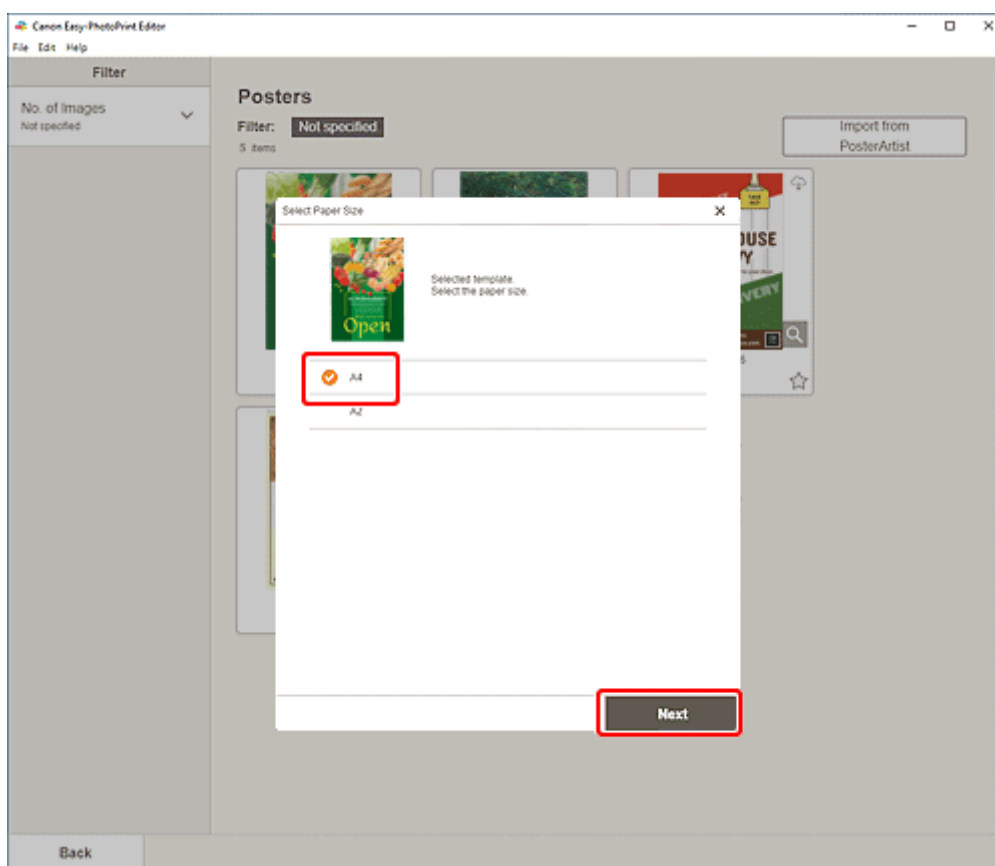 Canon Easy-PhotoPrint Editor
File Edit Help
Filter
No. of Images
Not specified
Posters
Filter: Not specified
5 items
Import from
PosterArtist
Select Paper Size
Selected template.
Select the paper size.
Open
A4
A2
Next
Back